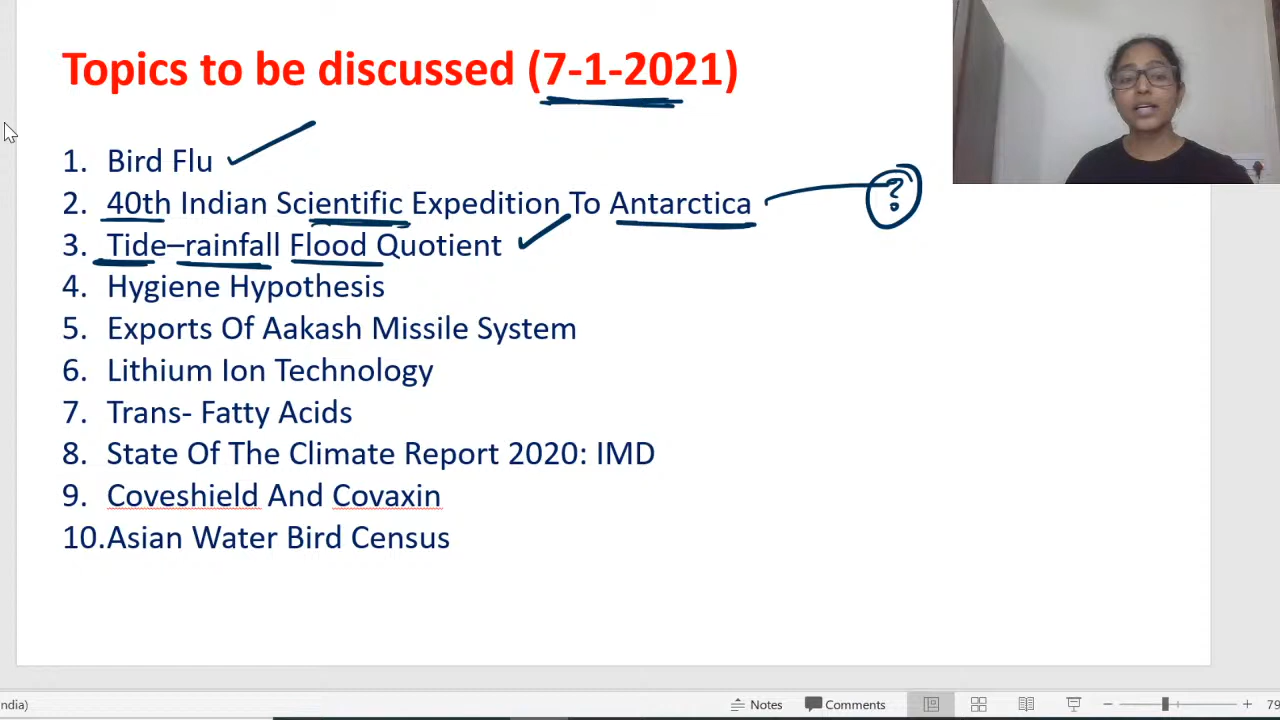 Topics to be discussed (7-1-2021)
1. Bird Flu
2. 40th Indian Scientific Expedition To Antarctica ?
3. Tide–rainfall Flood Quotient
4. Hygiene Hypothesis
5. Exports Of Aakash Missile System
6. Lithium Ion Technology
7. Trans- Fatty Acids
8. State Of The Climate Report 2020: IMD
9. Coveshield And Covaxin
10.Asian Water Bird Census
ndia) Notes Comments 79